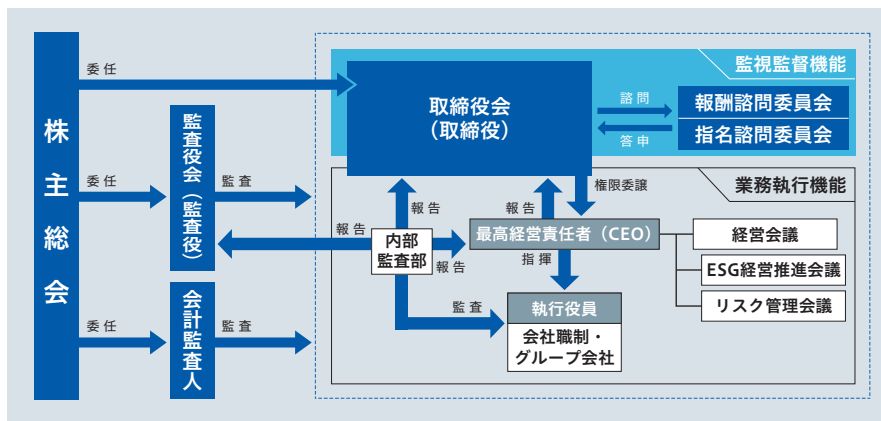 株主総会
委任
委任
委任
監査役会（監査役）
監査
会計監査人
監査
監視監督機能
取締役会
（取締役）
諮問
答申
報酬諮問委員会
指名諮問委員会
業務執行機能
報告
報告
権限委譲
報告
内部
監査部
報告
最高経営責任者（CEO）
指揮
経営会議
ESG経営推進会議
リスク管理会議
監査
執行役員
会社職制・
グループ会社